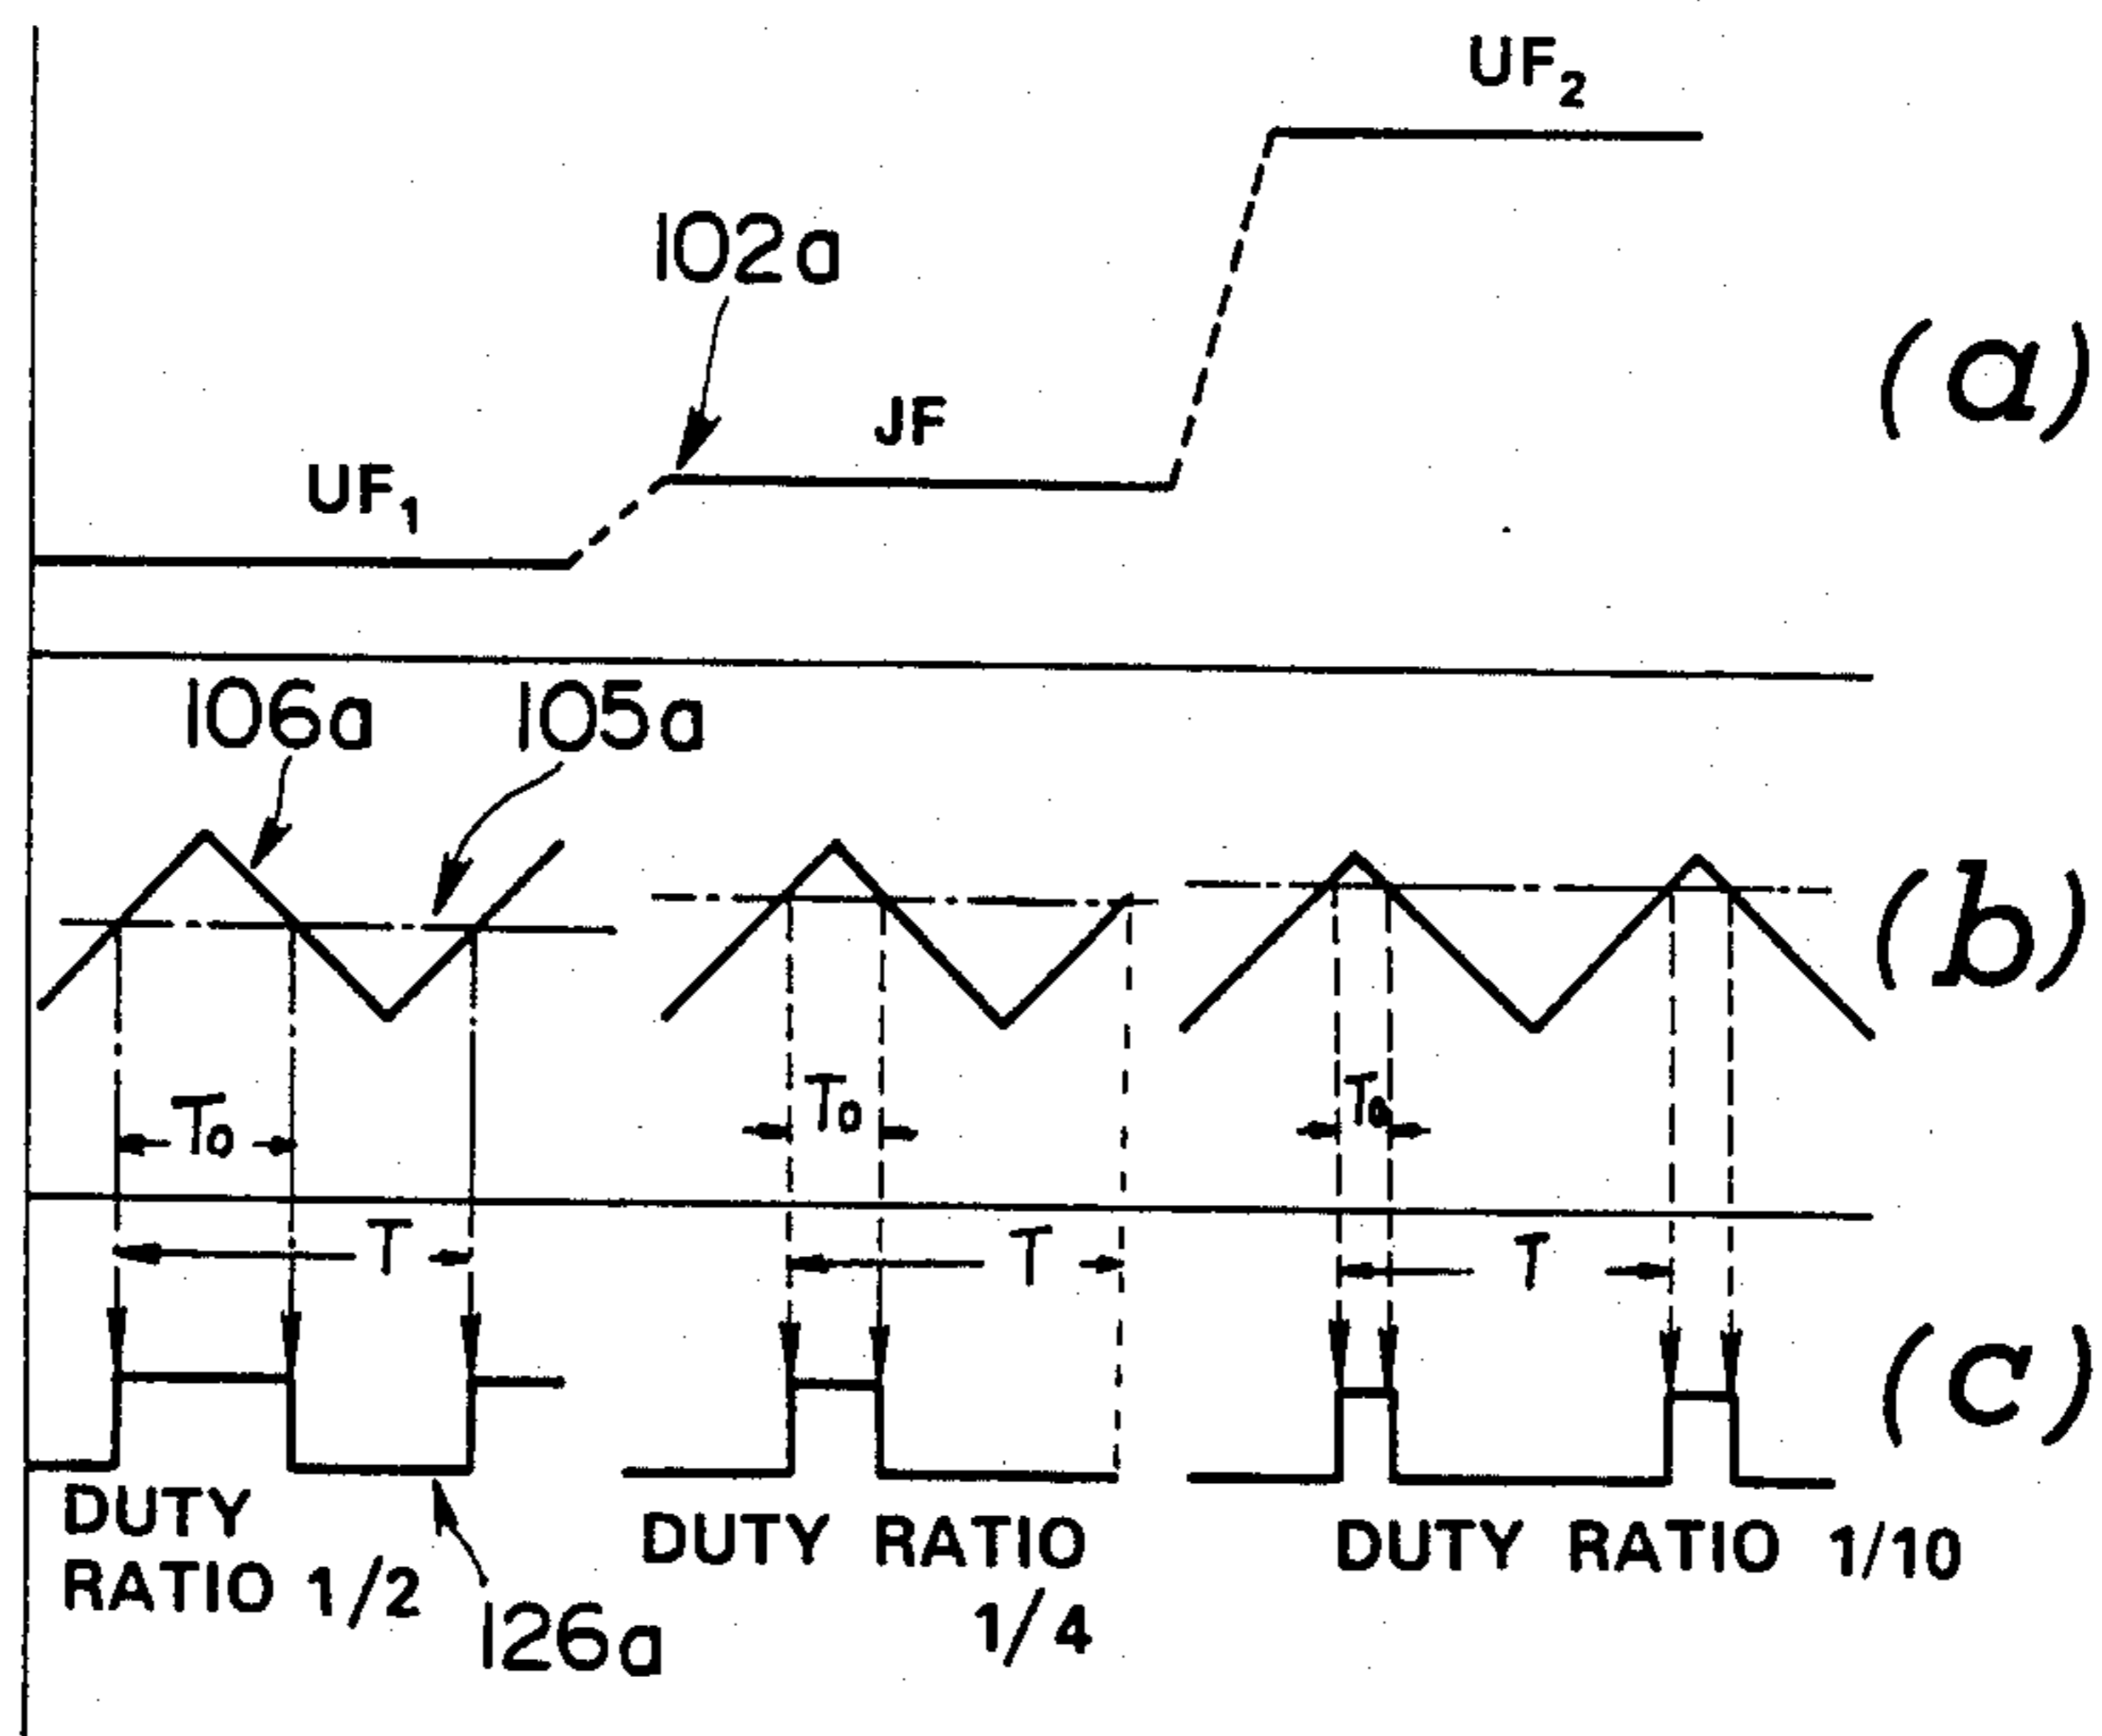 UF₂
102a
(a)
JF
UF₁
106a
105a
(b)
T₀
T₀
T₀
T
T
T
(c)
DUTY
RATIO 1/2
DUTY RATIO
1/4
DUTY RATIO 1/10
126a